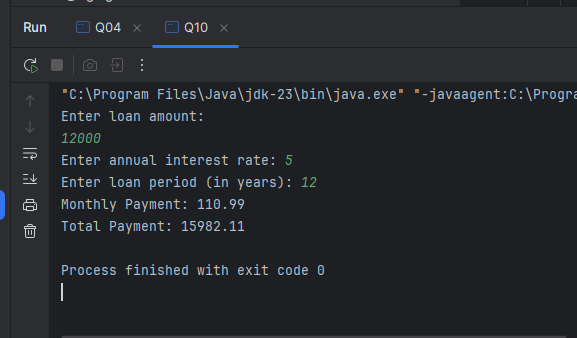 Run Q04 Q10
"C:\Program Files\Java\jdk-23\bin\java.exe" "-javaagent:C:\Progra
Enter loan amount:
12000
Enter annual interest rate: 5
Enter loan period (in years): 12
Monthly Payment: 110.99
Total Payment: 15982.11
Process finished with exit code 0